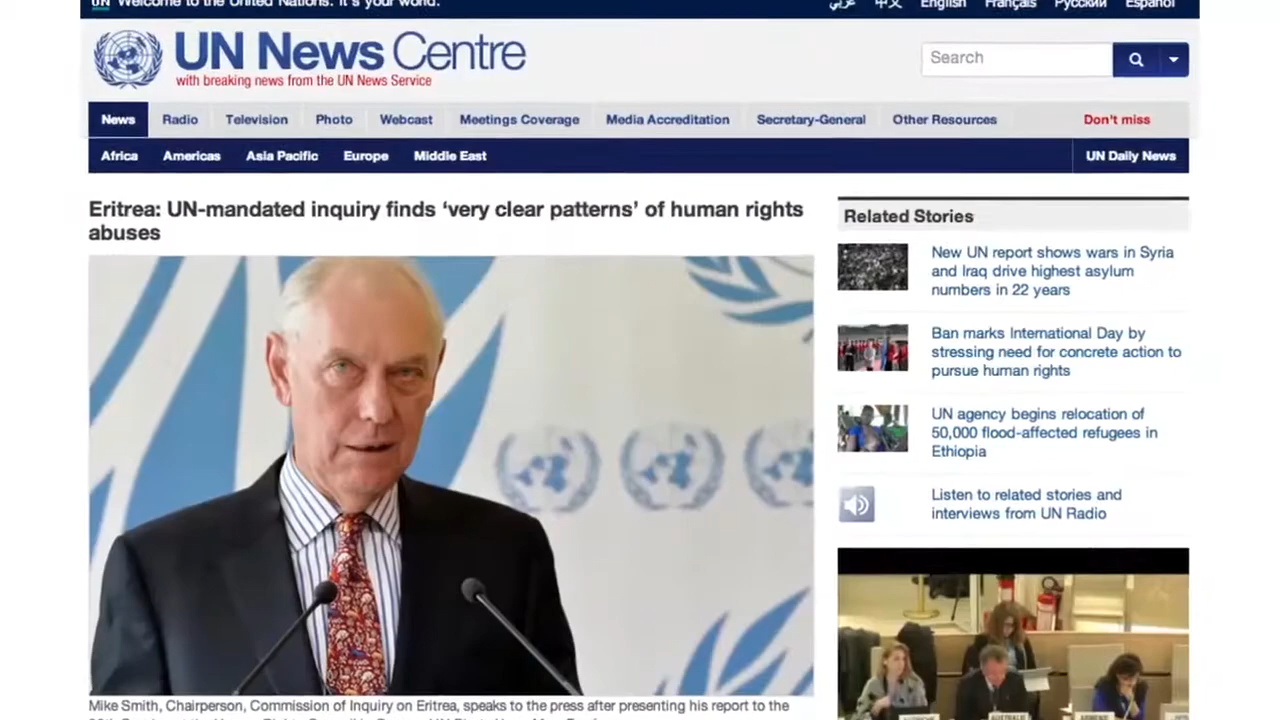 UN Welcome to the United Nations. It's your world.
عربي 中文 English Français Русский Español
UN News Centre
with breaking news from the UN News Service
Search
News Radio Television Photo Webcast Meetings Coverage Media Accreditation Secretary-General Other Resources Don't miss
Africa Americas Asia Pacific Europe Middle East UN Daily News
Eritrea: UN-mandated inquiry finds ‘very clear patterns’ of human rights
abuses
Related Stories
New UN report shows wars in Syria
and Iraq drive highest asylum
numbers in 22 years
Ban marks International Day by
stressing need for concrete action to
pursue human rights
UN agency begins relocation of
50,000 flood-affected refugees in
Ethiopia
Listen to related stories and
interviews from UN Radio
AUSTRALIA
Mike Smith, Chairperson, Commission of Inquiry on Eritrea, speaks to the press after presenting his report to the